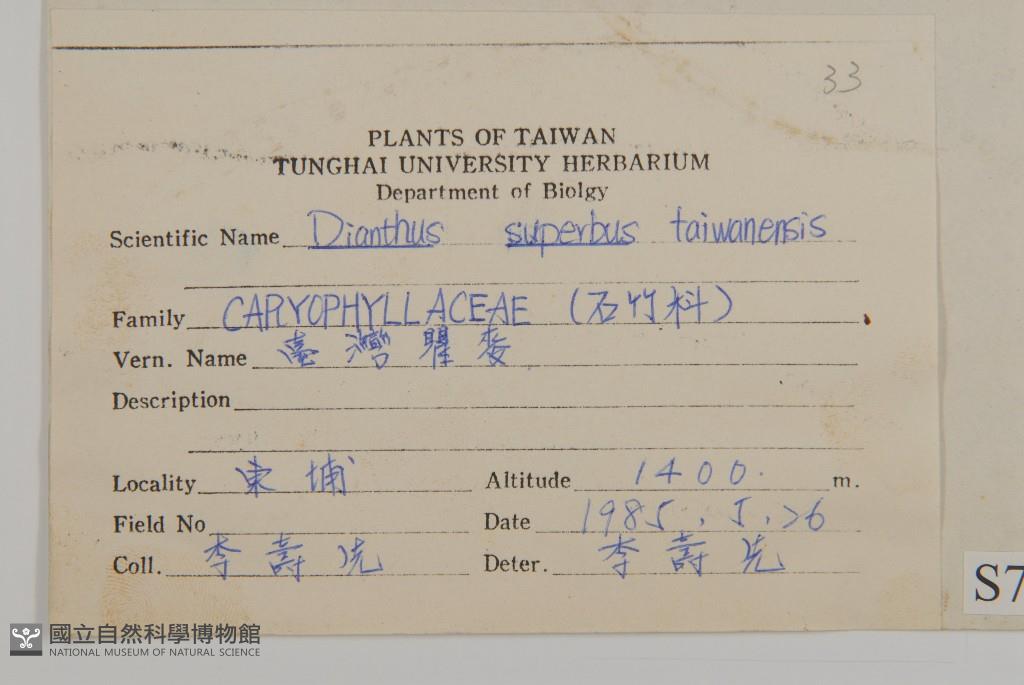 33
PLANTS OF TAIWAN
TUNGHAI UNIVERSITY HERBARIUM
Department of Biolgy
Scientific Name Dianthus superbus taiwanensis
Family CARYOPHYLLACEAE (石竹科)
Vern. Name 臺灣瞿麥
Description
Locality 東埔 Altitude 1400 m.
Field No Date 1985.5.26
Coll. 李壽先 Deter. 李壽先
S7
國立自然科學博物館
NATIONAL MUSEUM OF NATURAL SCIENCE